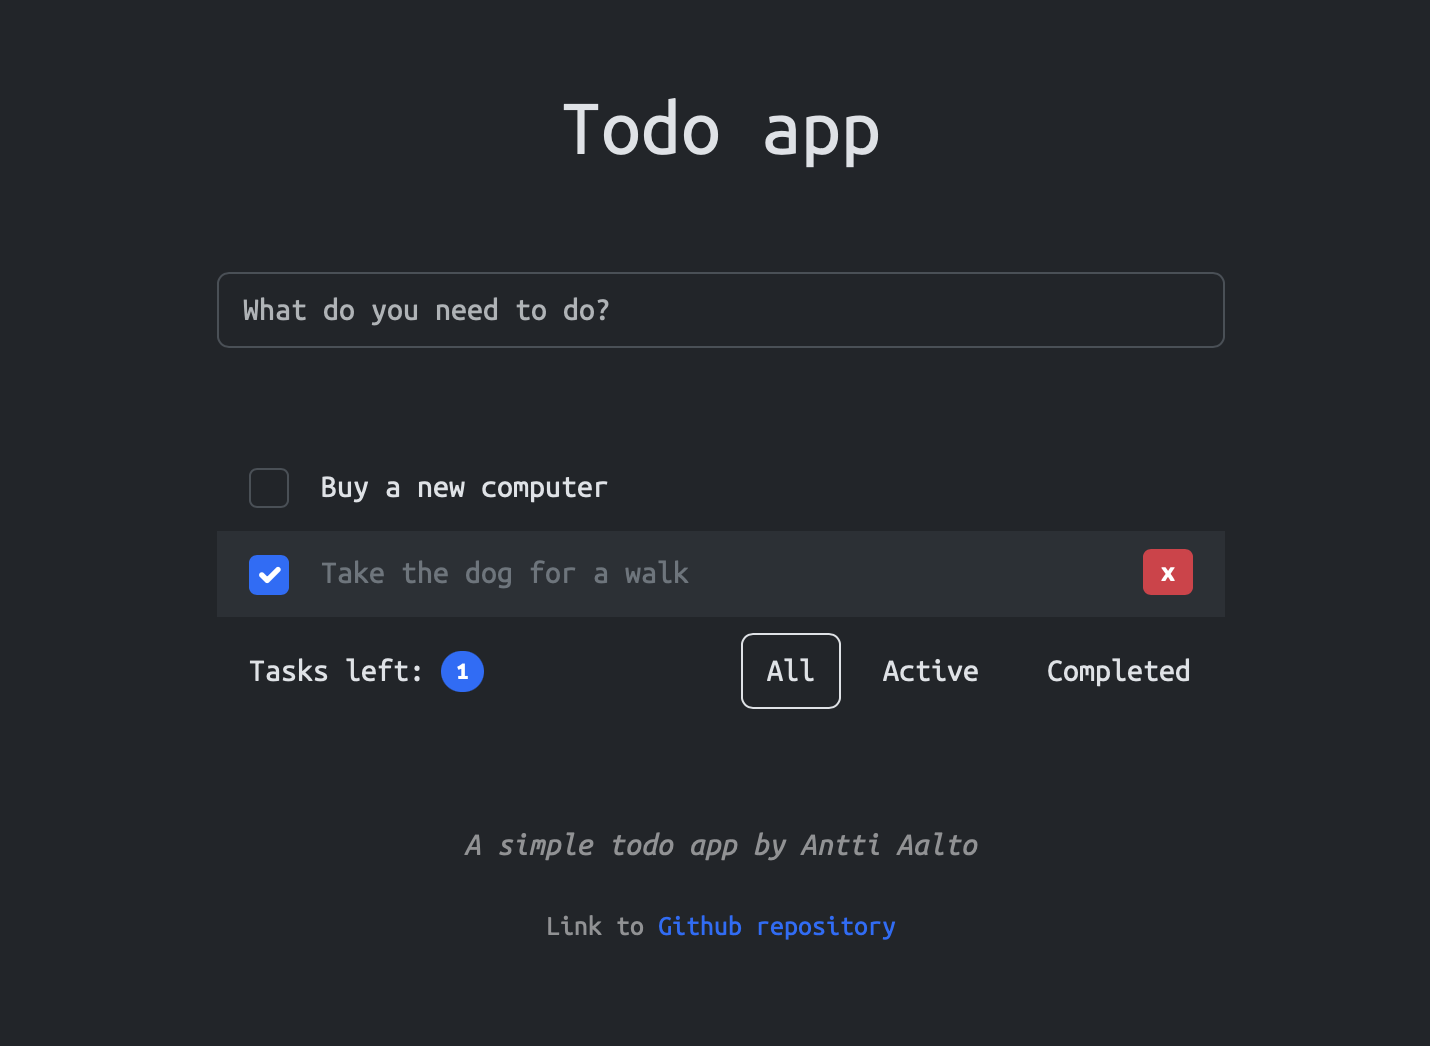 Todo app
What do you need to do?
Buy a new computer
Take the dog for a walk x
Tasks left: 1 All Active Completed
A simple todo app by Antti Aalto
Link to Github repository